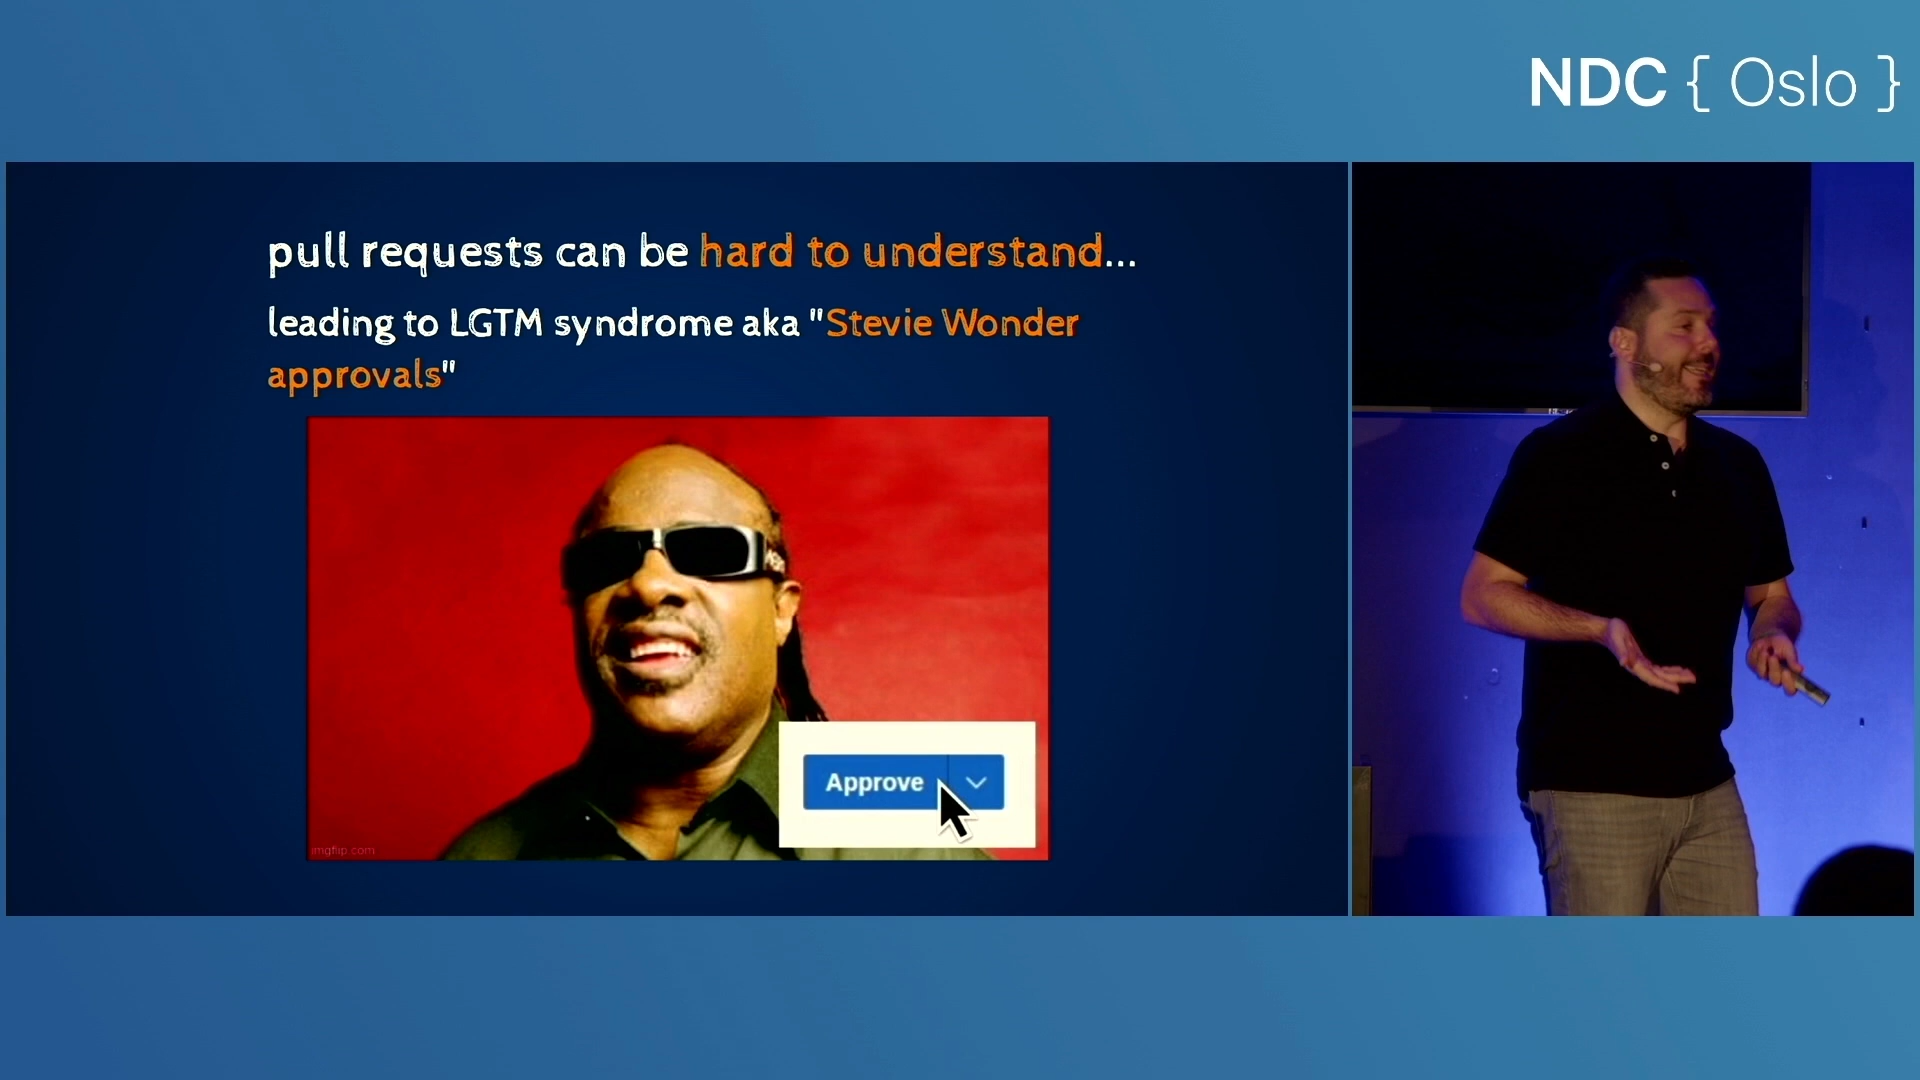 NDC { Oslo }
pull requests can be hard to understand...
leading to LGTM syndrome aka "Stevie Wonder
approvals"
Approve
imgflip.com